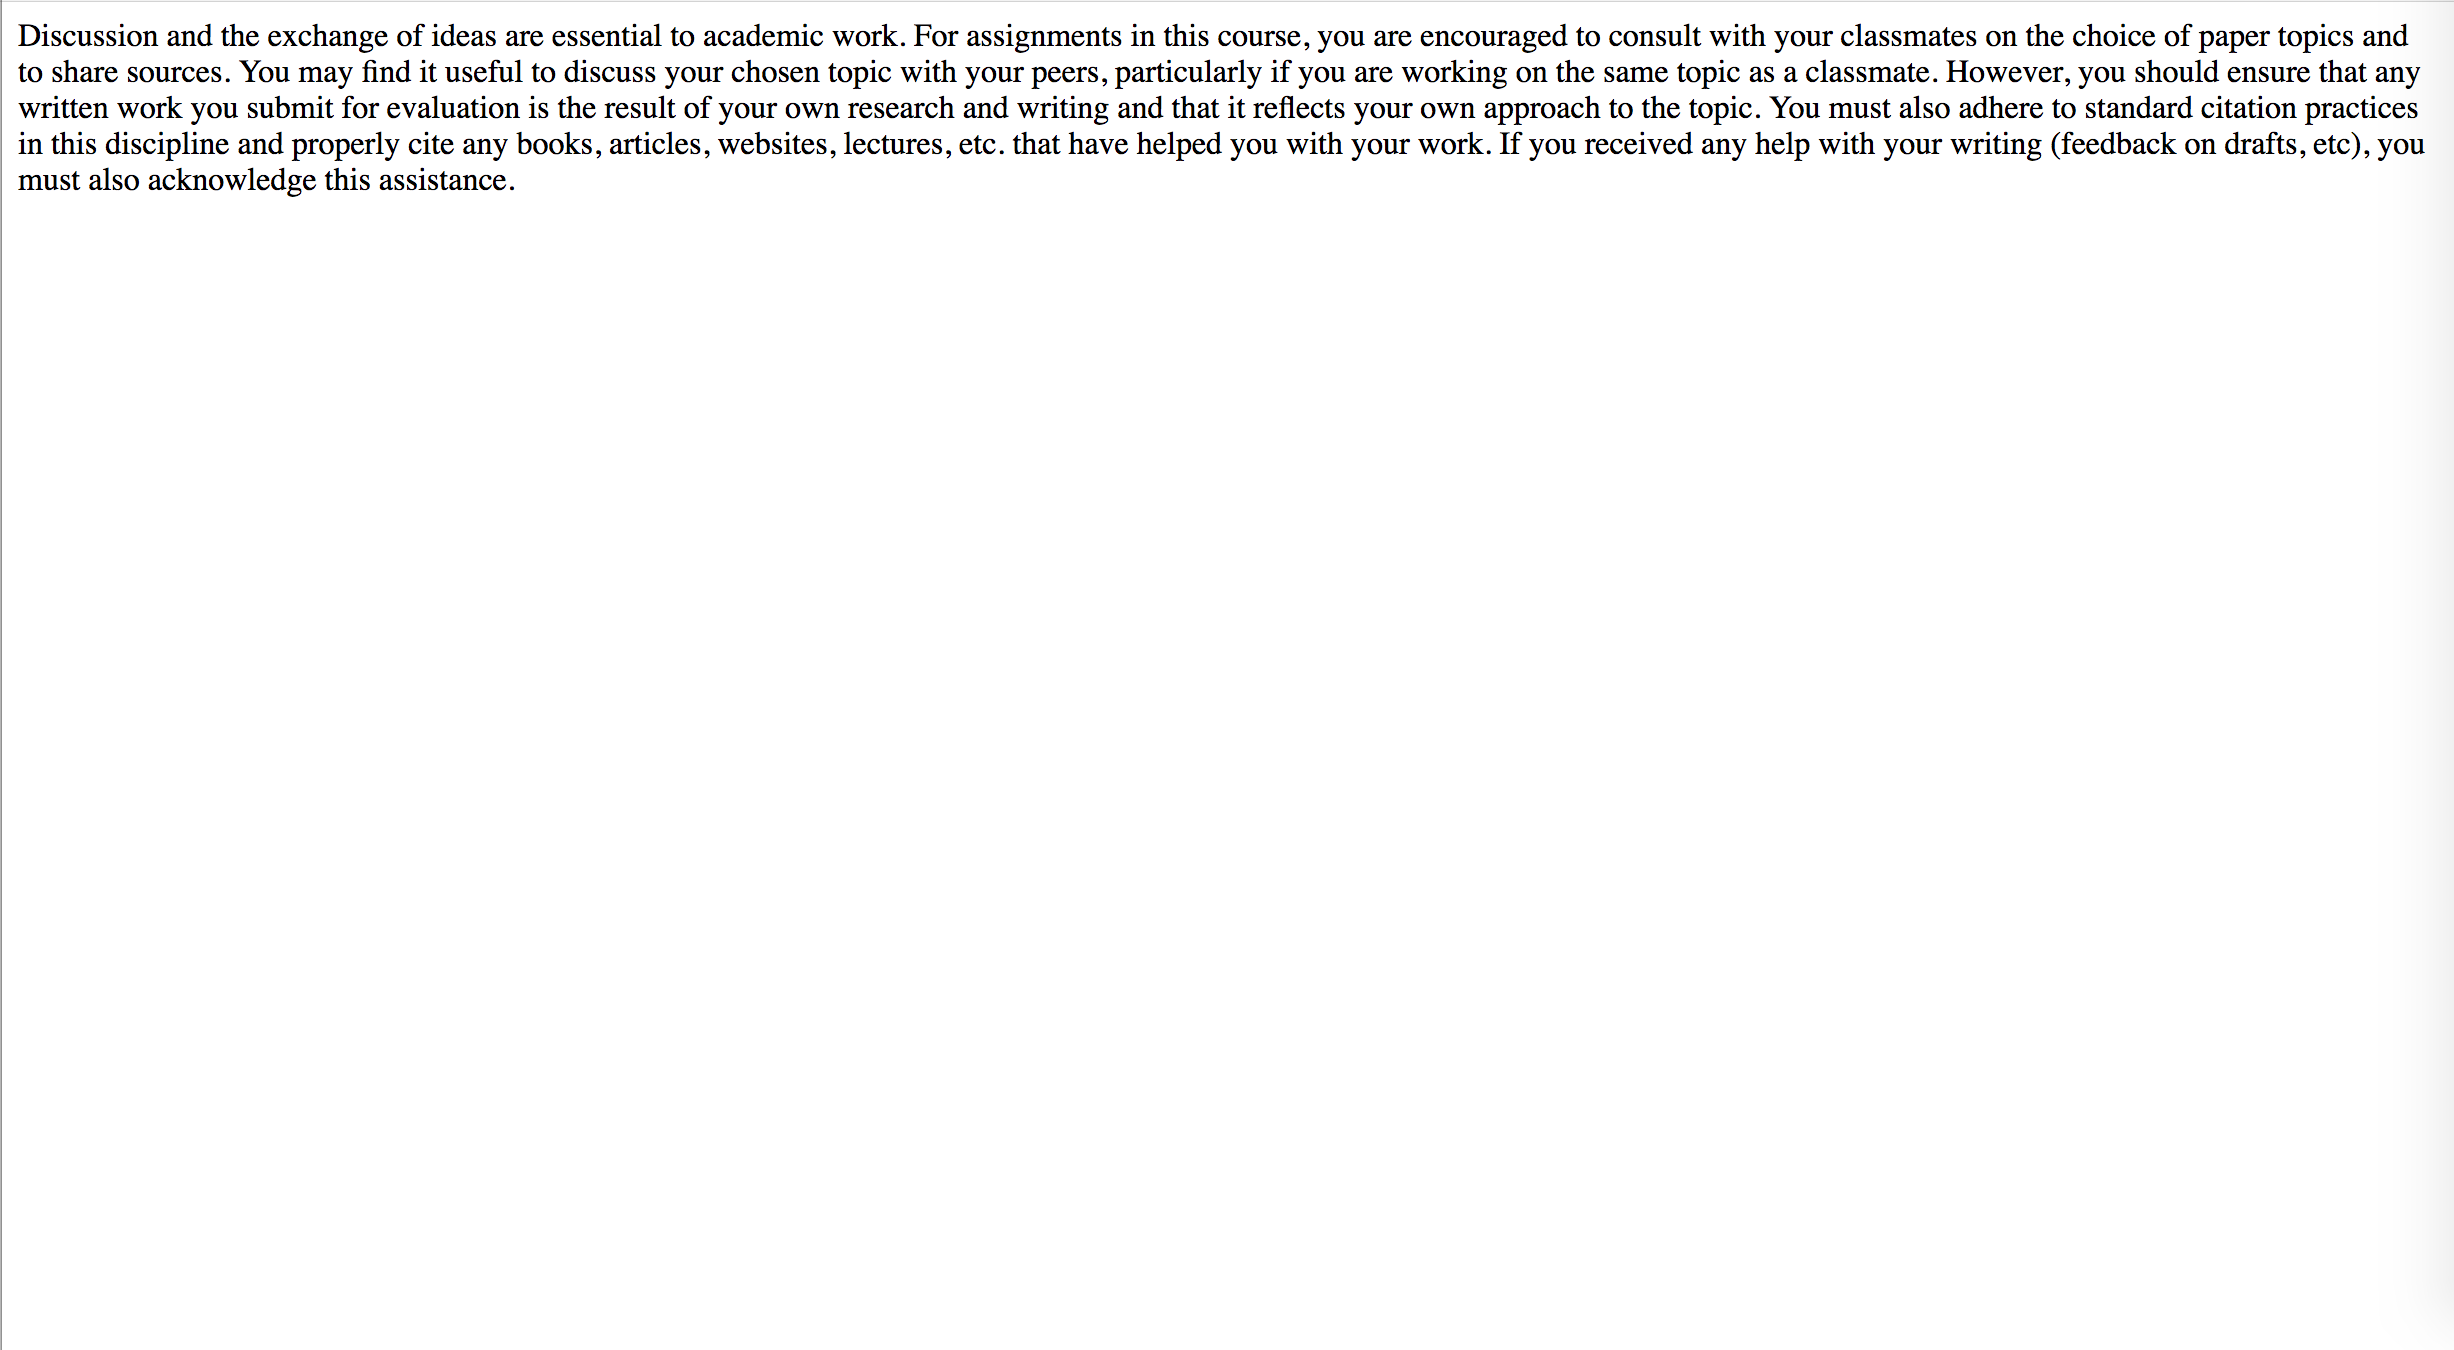 Discussion and the exchange of ideas are essential to academic work. For assignments in this course, you are encouraged to consult with your classmates on the choice of paper topics and
to share sources. You may find it useful to discuss your chosen topic with your peers, particularly if you are working on the same topic as a classmate. However, you should ensure that any
written work you submit for evaluation is the result of your own research and writing and that it reflects your own approach to the topic. You must also adhere to standard citation practices
in this discipline and properly cite any books, articles, websites, lectures, etc. that have helped you with your work. If you received any help with your writing (feedback on drafts, etc), you
must also acknowledge this assistance.